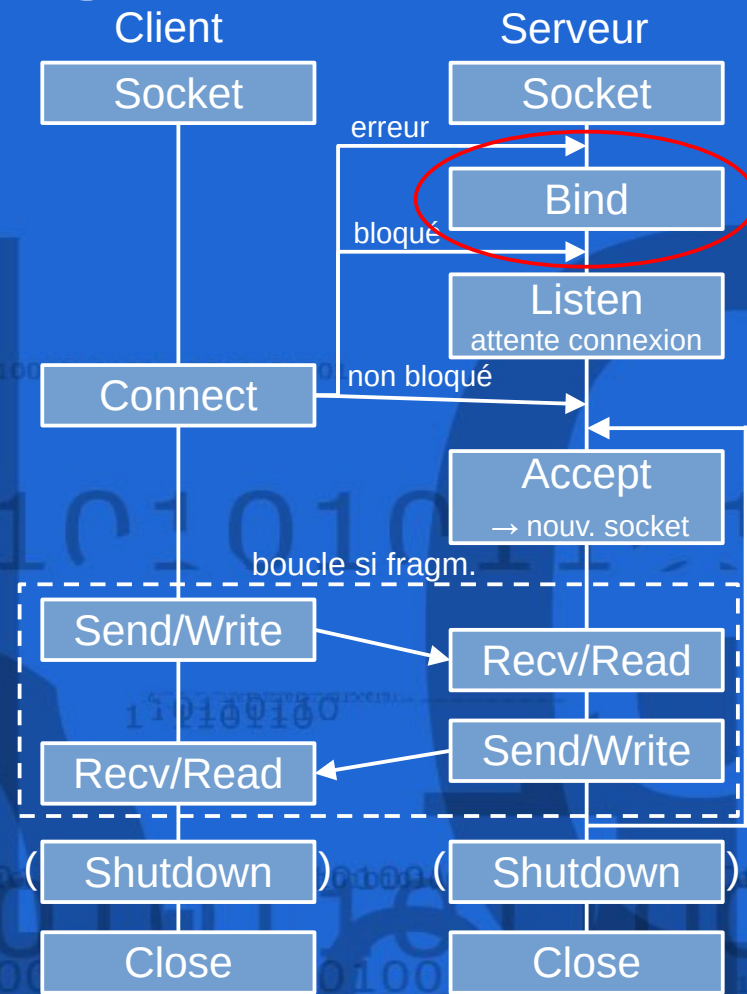 Client
Serveur
Socket
Socket
erreur
Bind
bloqué
Listen
attente connexion
Connect
non bloqué
Accept
→ nouv. socket
boucle si fragm.
Send/Write
Recv/Read
Send/Write
Recv/Read
( Shutdown )
( Shutdown )
Close
Close